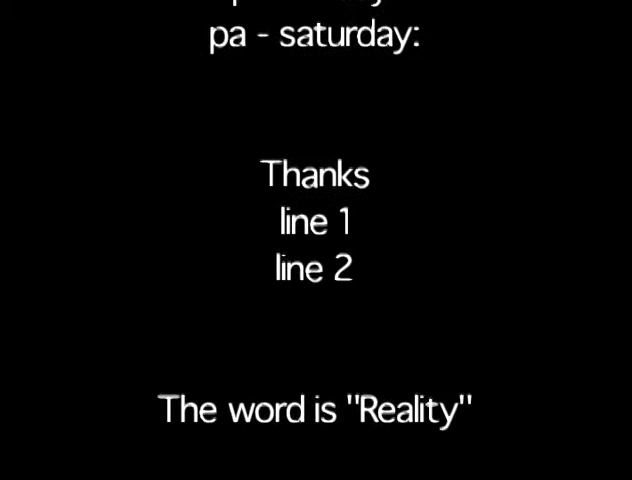 pa - saturday:
Thanks
line 1
line 2
The word is "Reality"